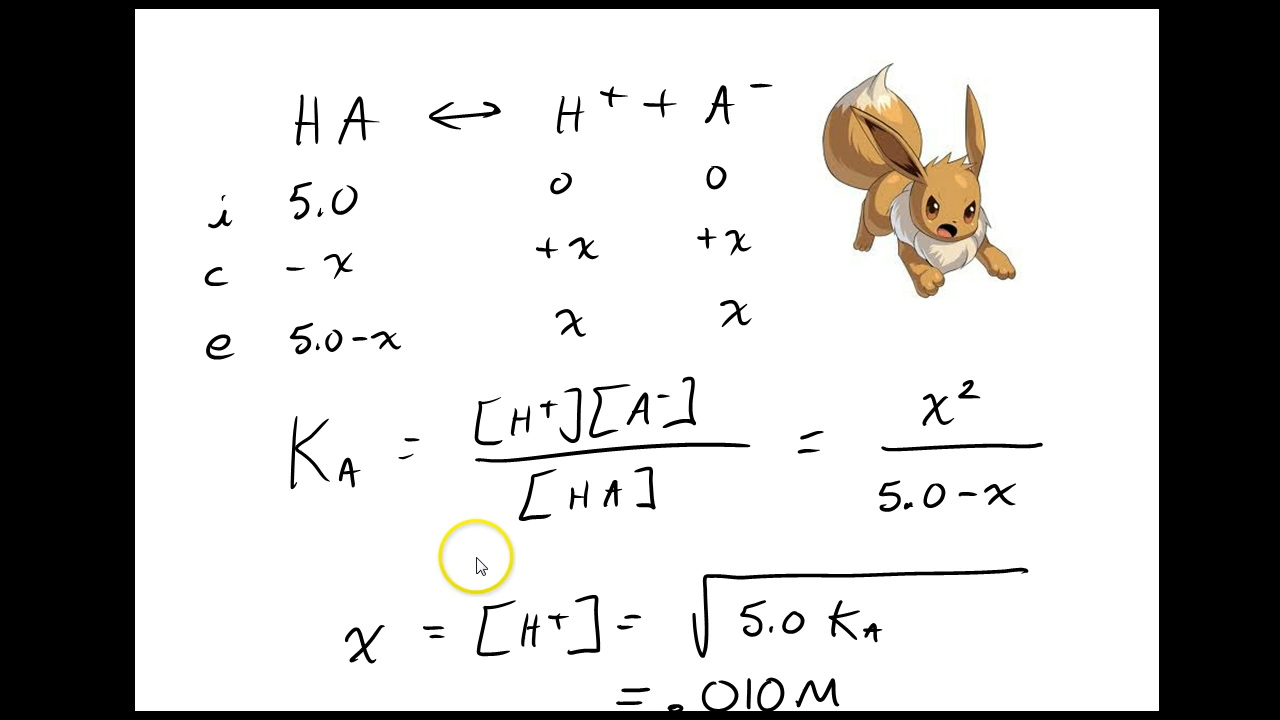 HA ⟷ H⁺ + A⁻
i 5.0 0 0
c - x + x + x
e 5.0 - x x x
K_A = [H⁺][A⁻] / [HA] = x² / 5.0 - x
x = [H⁺] = √5.0 K_A
= .010 M